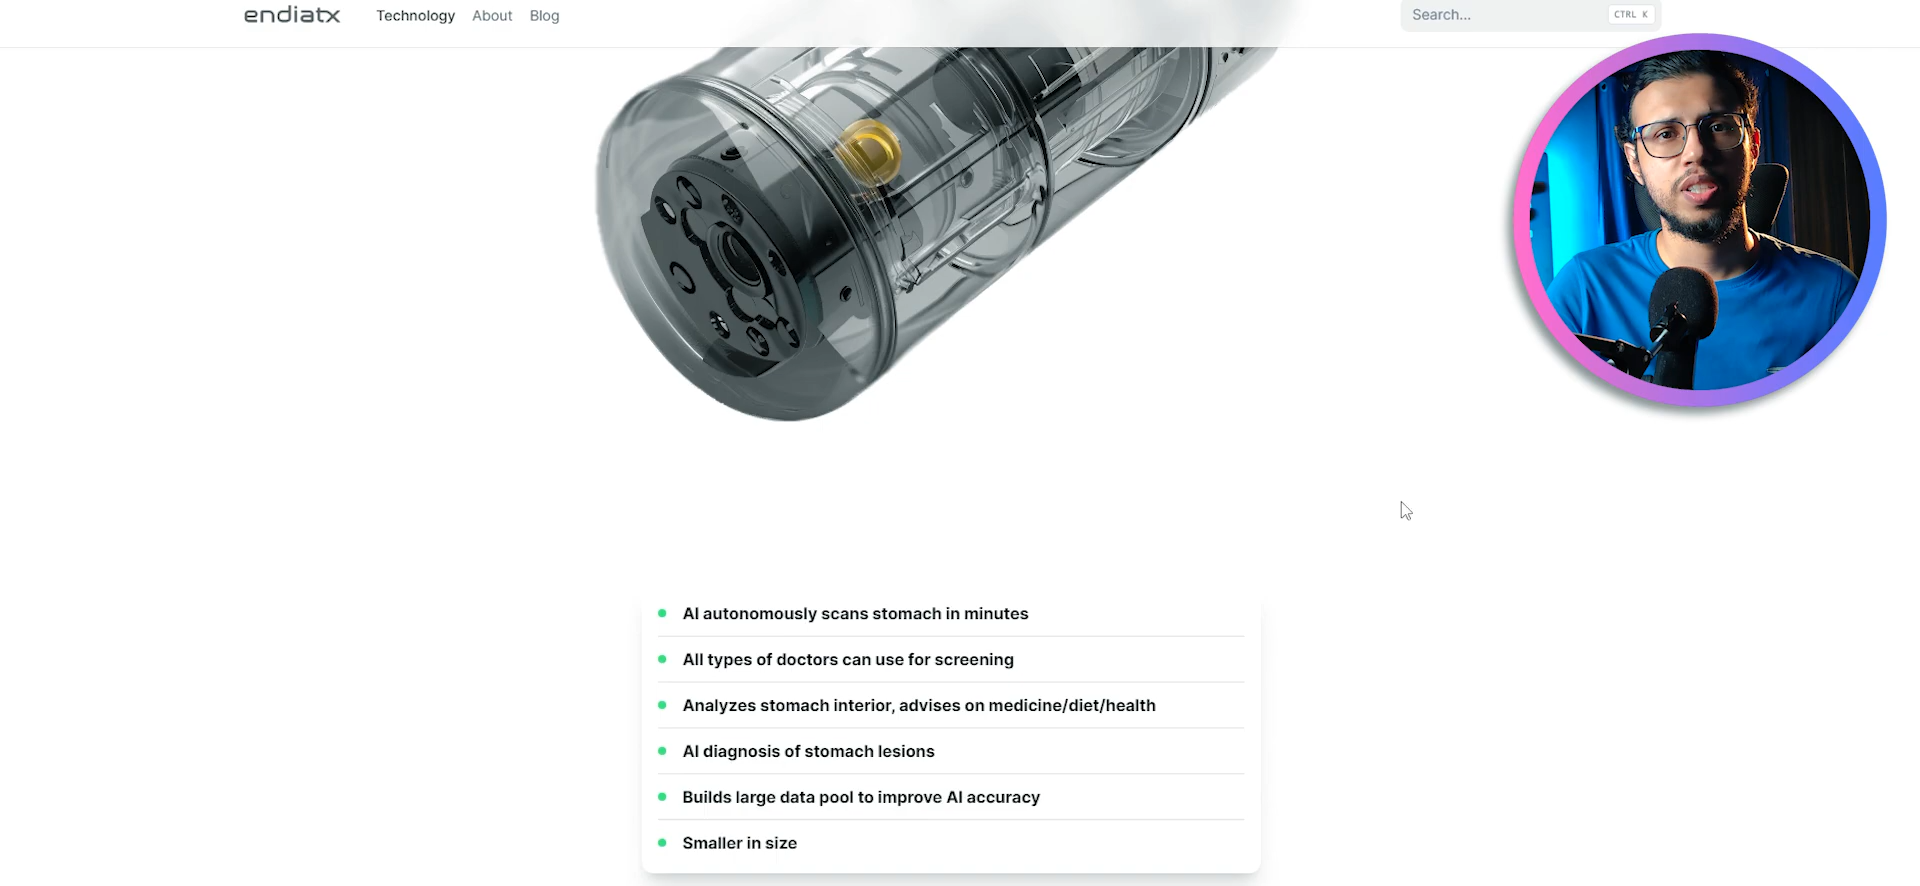 endiatx Technology About Blog Search... CTRL K
AI autonomously scans stomach in minutes
All types of doctors can use for screening
Analyzes stomach interior, advises on medicine/diet/health
AI diagnosis of stomach lesions
Builds large data pool to improve AI accuracy
Smaller in size